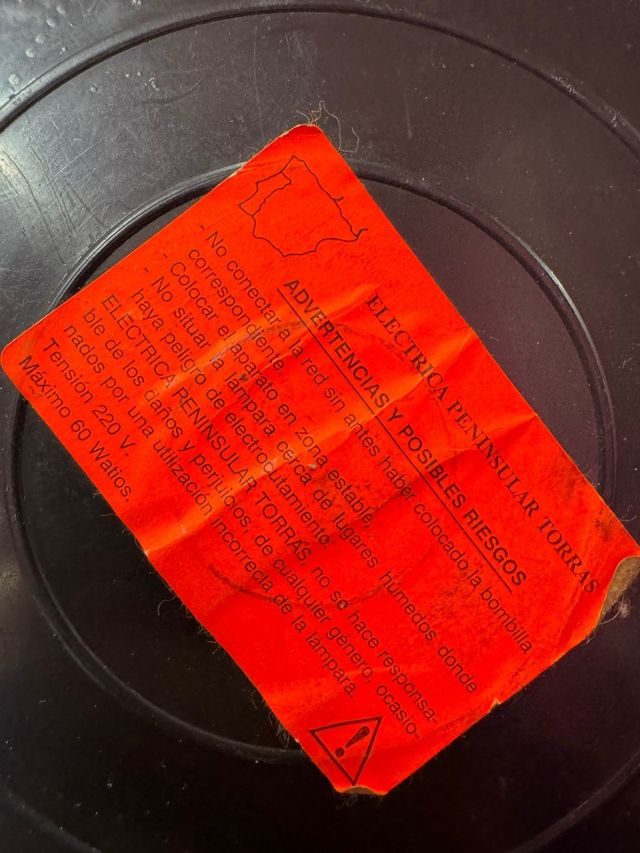 ELECTRICA PENINSULAR TORRAS
ADVERTENCIAS Y POSIBLES RIESGOS
- No conectar a la red sin antes haber colocado la bombilla
correspondiente.
- Colocar el aparato en zona estable.
- No situar la lámpara cerca de lugares húmedos donde
haya peligro de electrocutamiento.
ELECTRICA PENINSULAR TORRAS, no se hace responsa-
ble de los daños y perjuicios, de cualquier género, ocasio-
nados por una utilización incorrecta de la lámpara.
Tensión 220 V.
Máximo 60 Watios.